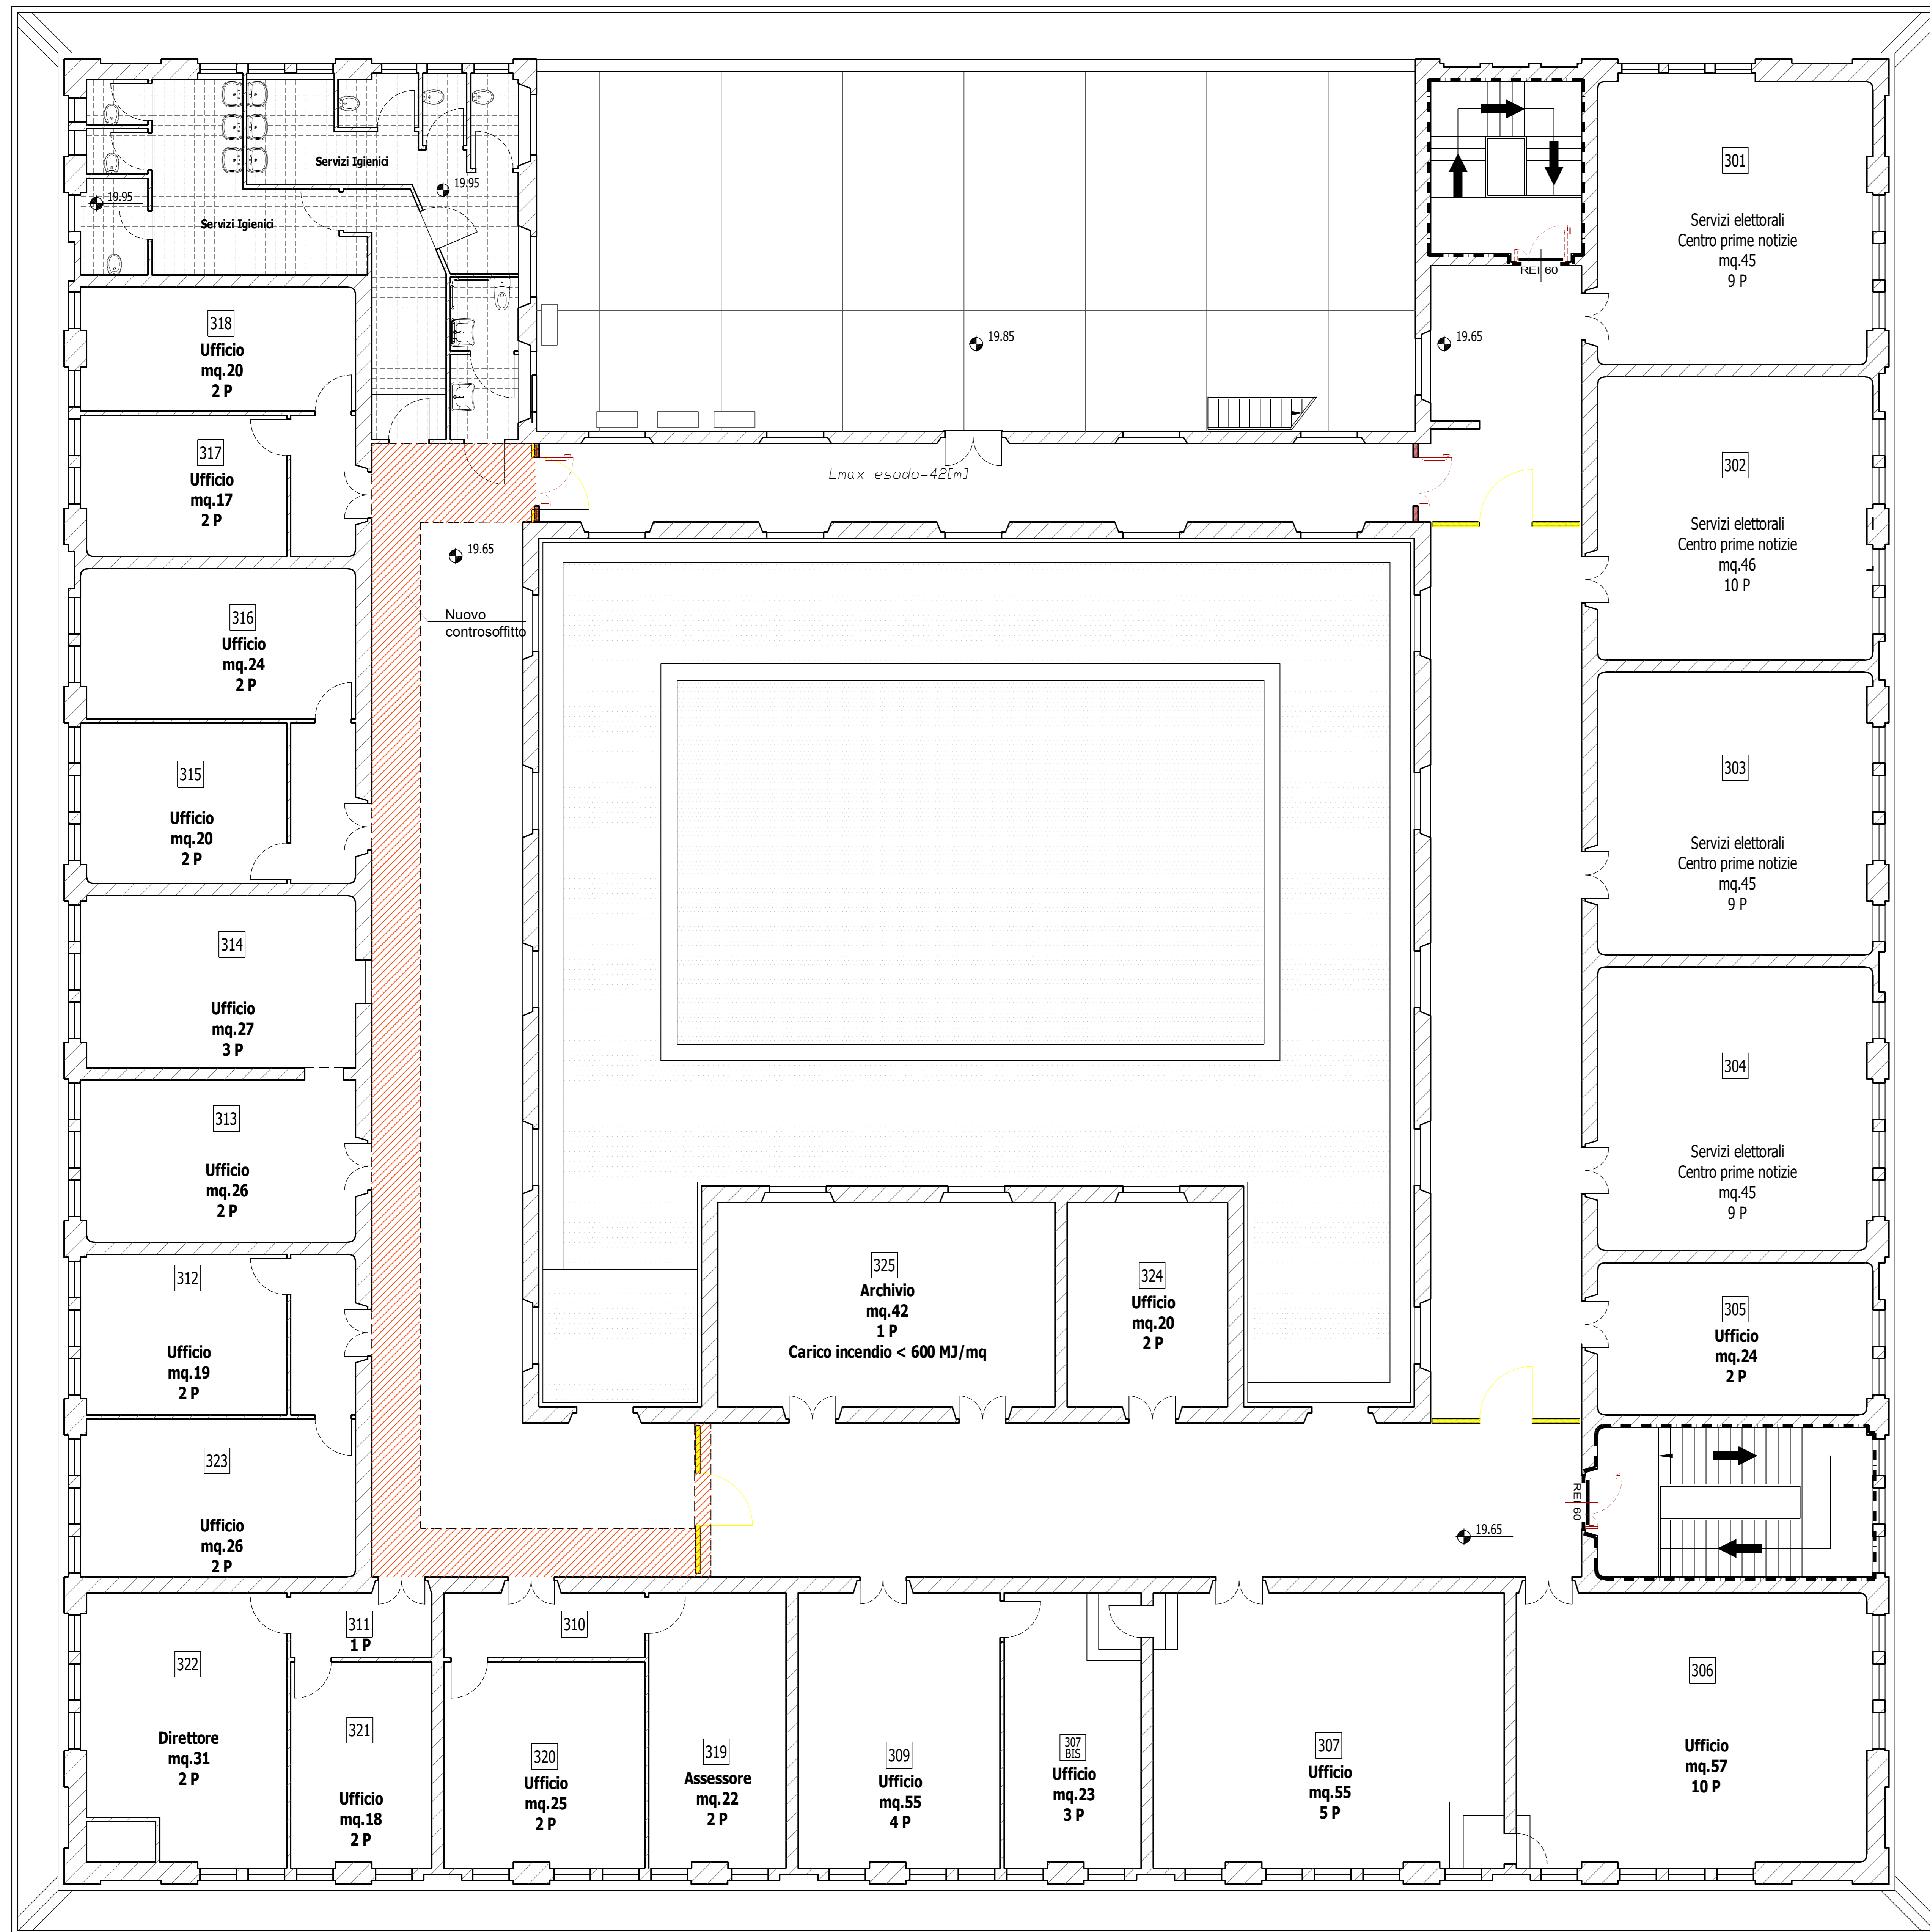 Servizi Igienici
19.95
19.95
Servizi Igienici
301
Servizi elettorali
Centro prime notizie
mq.45
9 P
REI 60
318
Ufficio
mq.20
2 P
19.85
19.65
317
Ufficio
mq.17
2 P
Lmax esodo=42[m]
302
Servizi elettorali
Centro prime notizie
mq.46
10 P
19.65
Nuovo
controsoffitto
316
Ufficio
mq.24
2 P
315
Ufficio
mq.20
2 P
303
Servizi elettorali
Centro prime notizie
mq.45
9 P
314
Ufficio
mq.27
3 P
313
Ufficio
mq.26
2 P
304
Servizi elettorali
Centro prime notizie
mq.45
9 P
312
Ufficio
mq.19
2 P
325
Archivio
mq.42
1 P
Carico incendio < 600 MJ/mq
324
Ufficio
mq.20
2 P
305
Ufficio
mq.24
2 P
323
Ufficio
mq.26
2 P
19.65
REI 60
322
Direttore
mq.31
2 P
311
1 P
321
Ufficio
mq.18
2 P
310
320
Ufficio
mq.25
2 P
319
Assessore
mq.22
2 P
309
Ufficio
mq.55
4 P
307
BIS
Ufficio
mq.23
3 P
307
Ufficio
mq.55
5 P
306
Ufficio
mq.57
10 P